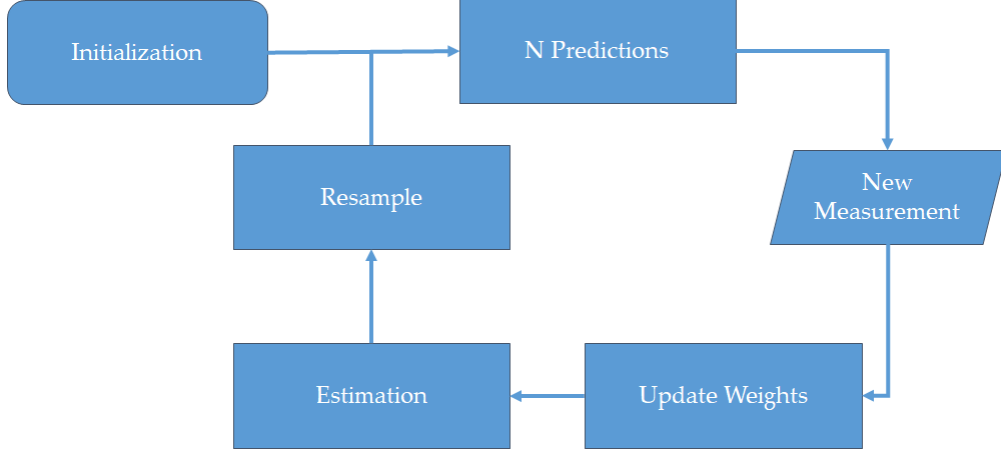 Initialization
N Predictions
New
Measurement
Resample
Estimation
Update Weights